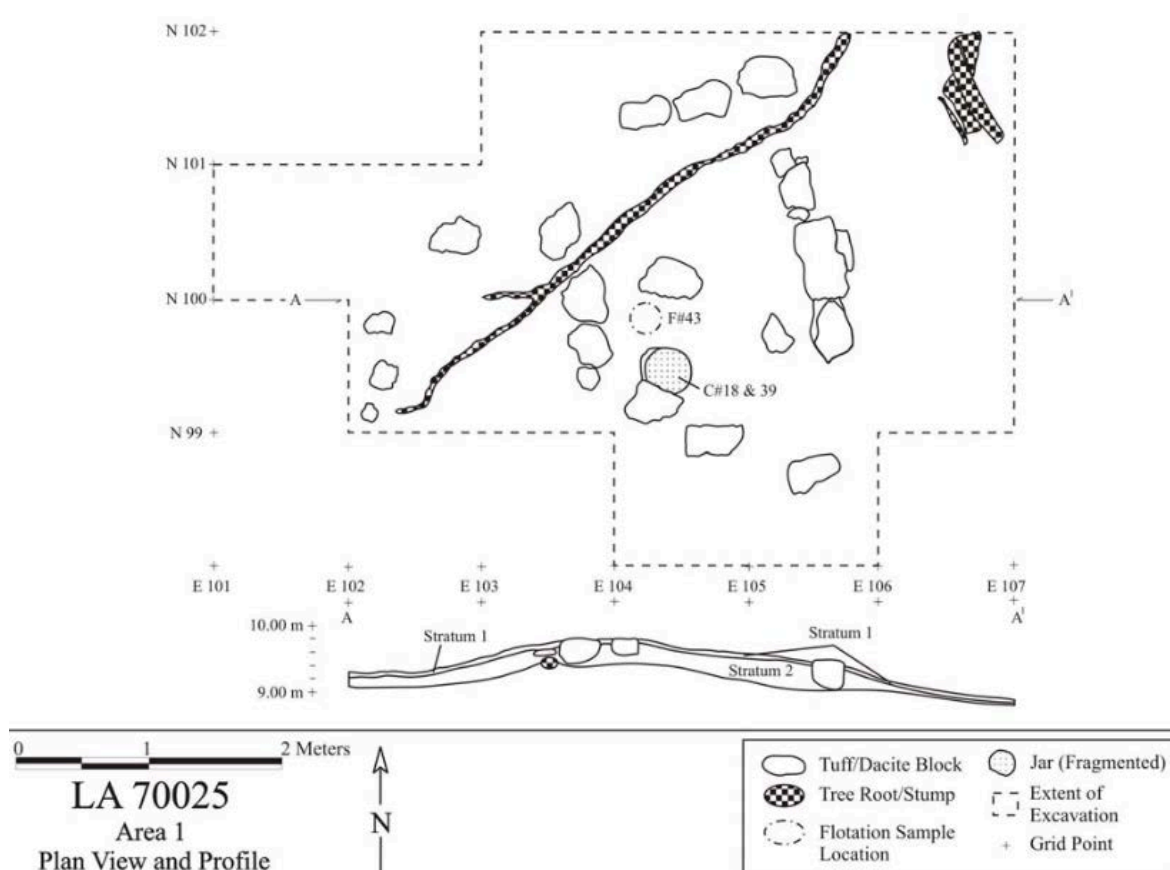 N 102
N 101
N 100
A
A¹
F#43
C#18 & 39
N 99
E 101
E 102
E 103
E 104
E 105
E 106
E 107
A
A¹
10.00 m
Stratum 1
Stratum 1
Stratum 2
9.00 m
0 1 2 Meters
LA 70025
Area 1
Plan View and Profile
N
Tuff/Dacite Block
Tree Root/Stump
Flotation Sample
Location
Jar (Fragmented)
Extent of
Excavation
Grid Point